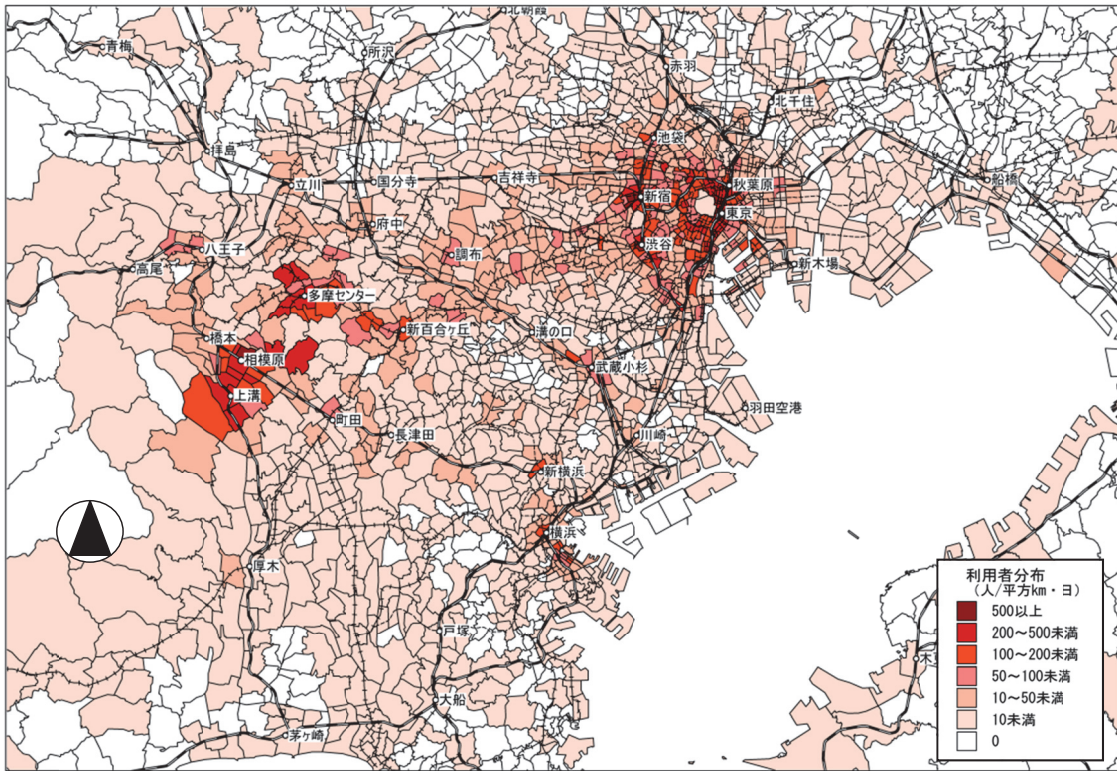 北朝霞
青梅
所沢
赤羽
北千住
池袋
拝島
立川
国分寺
吉祥寺
新宿
秋葉原
船橋
東京
府中
八王子
調布
渋谷
高尾
新木場
多摩センター
橋本
新百合ヶ丘
溝の口
相模原
武蔵小杉
上溝
羽田空港
町田
長津田
川崎
新横浜
横浜
厚木
戸塚
大船
茅ヶ崎
利用者分布
(人/平方km・日)
500以上
200～500未満
100～200未満
50～100未満
10～50未満
10未満
0